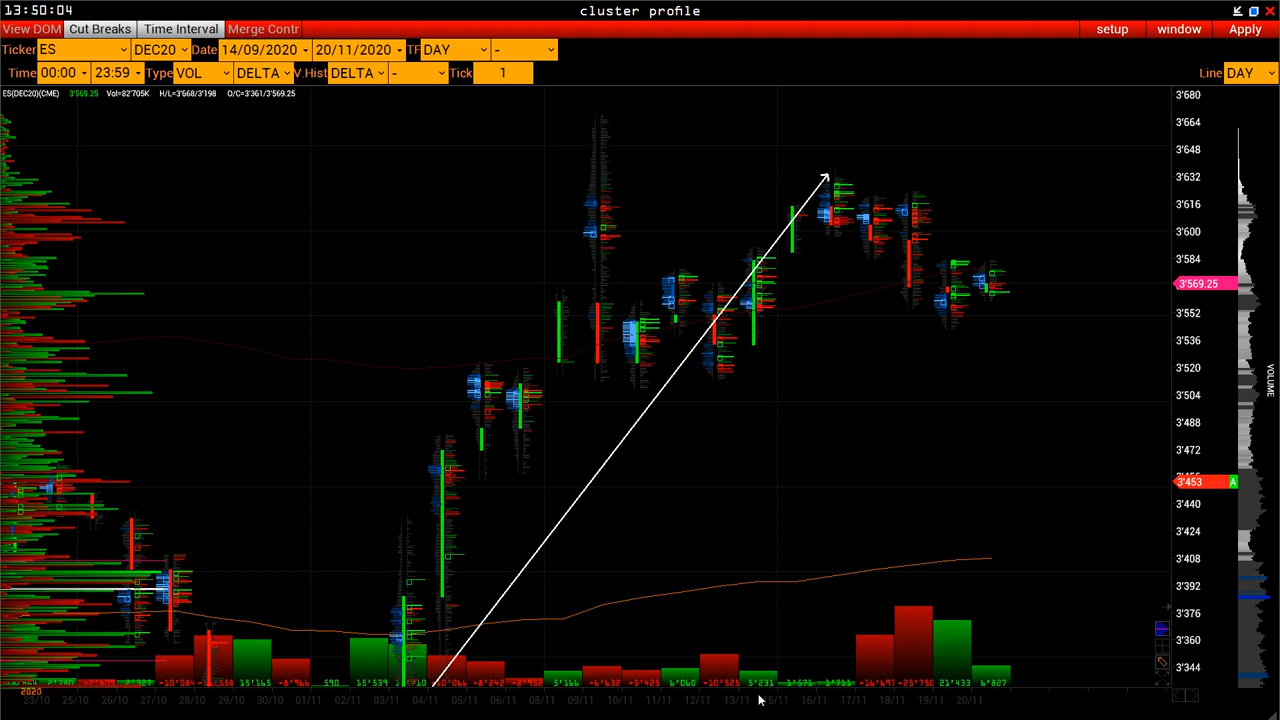 13:50:04 cluster profile
View DOM Cut Breaks Time Interval Merge Contr setup window Apply
Ticker ES DEC20 Date 14/09/2020 20/11/2020 TF DAY -
Time 00:00 23:59 Type VOL DELTA V.Hist DELTA - Tick 1 Line DAY
ES(DEC20)(CME) 3'569.25 Vol=82'705K H/L=3'668/3'198 O/C=3'361/3'569.25
3'680
3'664
3'648
3'632
3'616
3'600
3'584
3'569.25
3'552
3'536
3'520
3'504
3'488
3'472
3'453 A
3'440
3'424
3'408
3'392
3'376
3'360
3'344
VOLUME
590 15'539 -8'242 5'166 -6'632 -5'425 6'060 -10'525 5'231 1'571 1'711 -16'697 -25'750 21'433 6'827
2020
23/10 25/10 26/10 27/10 28/10 29/10 30/10 01/11 02/11 03/11 04/11 05/11 06/11 08/11 09/11 10/11 11/11 12/11 13/11 15/11 16/11 17/11 18/11 19/11 20/11